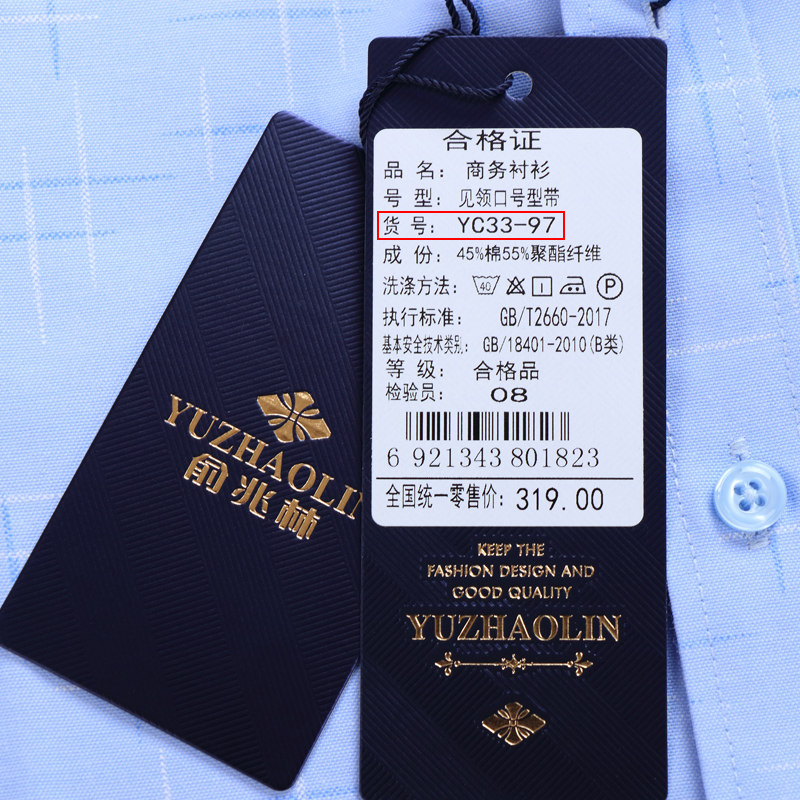 合格证
品 名： 商务衬衫
号 型： 见领口号型带
货 号： YC33-97
成 份： 45%棉55%聚酯纤维
洗涤方法： 40 P
执行标准： GB/T2660-2017
基本安全技术类别： GB/18401-2010(B类)
等 级： 合格品
检验员： 08
6 921343 801823
全国统一零售价： 319.00
KEEP THE
FASHION DESIGN AND
GOOD QUALITY
YUZHAOLIN
YUZHAOLIN
俞兆林